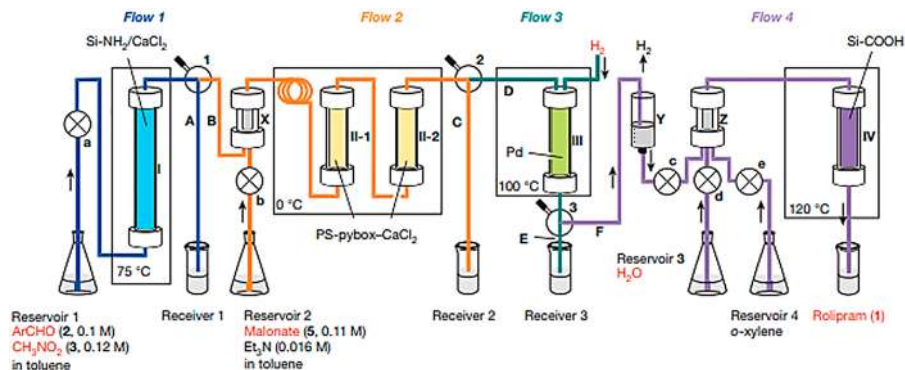 Flow 1
Flow 2
Flow 3
Flow 4
Si-NH₂/CaCl₂
1
2
H₂
H₂
Si-COOH
D
A
B
X
C
a
I
II-1
II-2
III
Pd
Y
Z
IV
b
c
d
e
PS-pybox–CaCl₂
0 °C
100 °C
3
E
F
75 °C
120 °C
Reservoir 3
H₂O
Reservoir 1
ArCHO (2, 0.1 M)
CH₃NO₂ (3, 0.12 M)
in toluene
Receiver 1
Reservoir 2
Malonate (5, 0.11 M)
Et₃N (0.016 M)
in toluene
Receiver 2
Receiver 3
Reservoir 4
o-xylene
Rolipram (1)